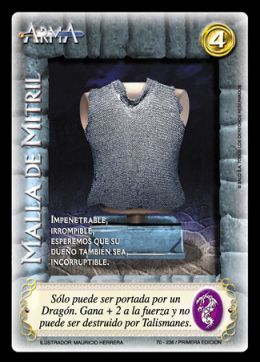 ARMA
4
MALLA DE MITRIL
IMPENETRABLE,
IRROMPIBLE,
ESPEREMOS QUE SU
DUEÑO TAMBIÉN SEA
INCORRUPTIBLE.
Sólo puede ser portada por un
Dragón. Gana + 2 a la fuerza y no
puede ser destruido por Talismanes.
ILUSTRADOR: MAURICIO HERRERA
70 - 236 / PRIMERA EDICION